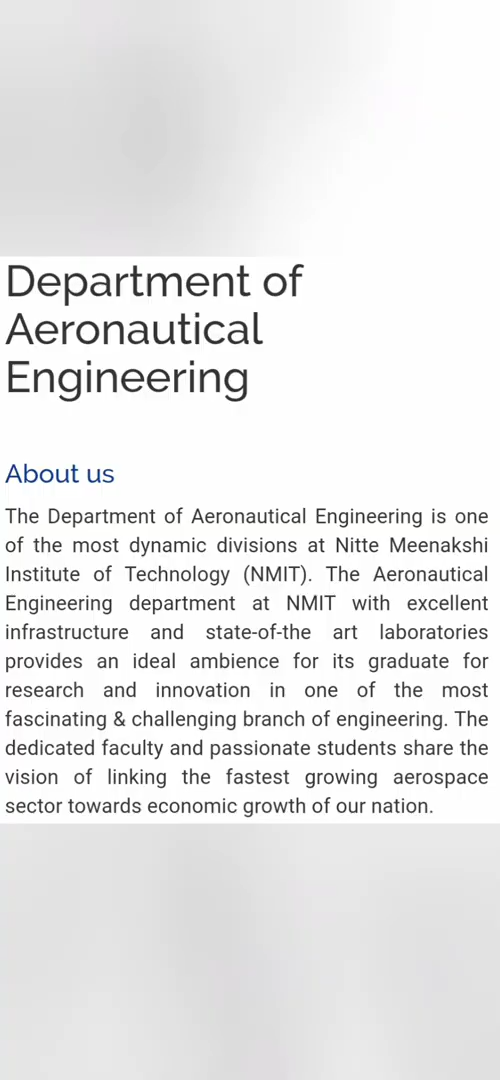 Department of
Aeronautical
Engineering
About us
The Department of Aeronautical Engineering is one
of the most dynamic divisions at Nitte Meenakshi
Institute of Technology (NMIT). The Aeronautical
Engineering department at NMIT with excellent
infrastructure and state-of-the art laboratories
provides an ideal ambience for its graduate for
research and innovation in one of the most
fascinating & challenging branch of engineering. The
dedicated faculty and passionate students share the
vision of linking the fastest growing aerospace
sector towards economic growth of our nation.